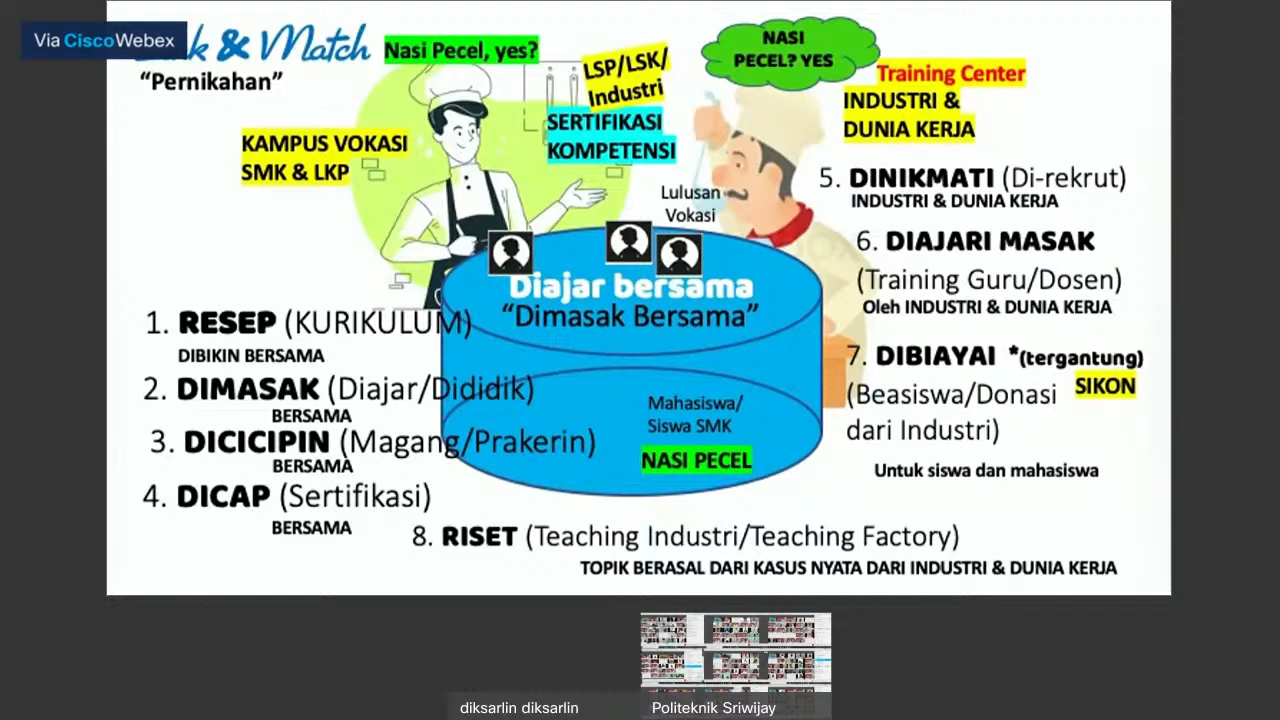 Via Cisco Webex
& Match
Nasi Pecel, yes?
“Pernikahan”
LSP/LSK/
Industri
SERTIFIKASI
KOMPETENSI
NASI
PECEL? YES
Training Center
INDUSTRI &
DUNIA KERJA
KAMPUS VOKASI
SMK & LKP
Lulusan
Vokasi
Diajar bersama
“Dimasak Bersama”
1. RESEP (KURIKULUM)
DIBIKIN BERSAMA
2. DIMASAK (Diajar/Dididik)
BERSAMA
3. DICICIPIN (Magang/Prakerin)
BERSAMA
4. DICAP (Sertifikasi)
BERSAMA
Mahasiswa/
Siswa SMK
NASI PECEL
5. DINIKMATI (Di-rekrut)
INDUSTRI & DUNIA KERJA
6. DIAJARI MASAK
(Training Guru/Dosen)
Oleh INDUSTRI & DUNIA KERJA
7. DIBIAYAI *(tergantung)
SIKON
(Beasiswa/Donasi
dari Industri)
Untuk siswa dan mahasiswa
8. RISET (Teaching Industri/Teaching Factory)
TOPIK BERASAL DARI KASUS NYATA DARI INDUSTRI & DUNIA KERJA
diksarlin diksarlin
Politeknik Sriwijay